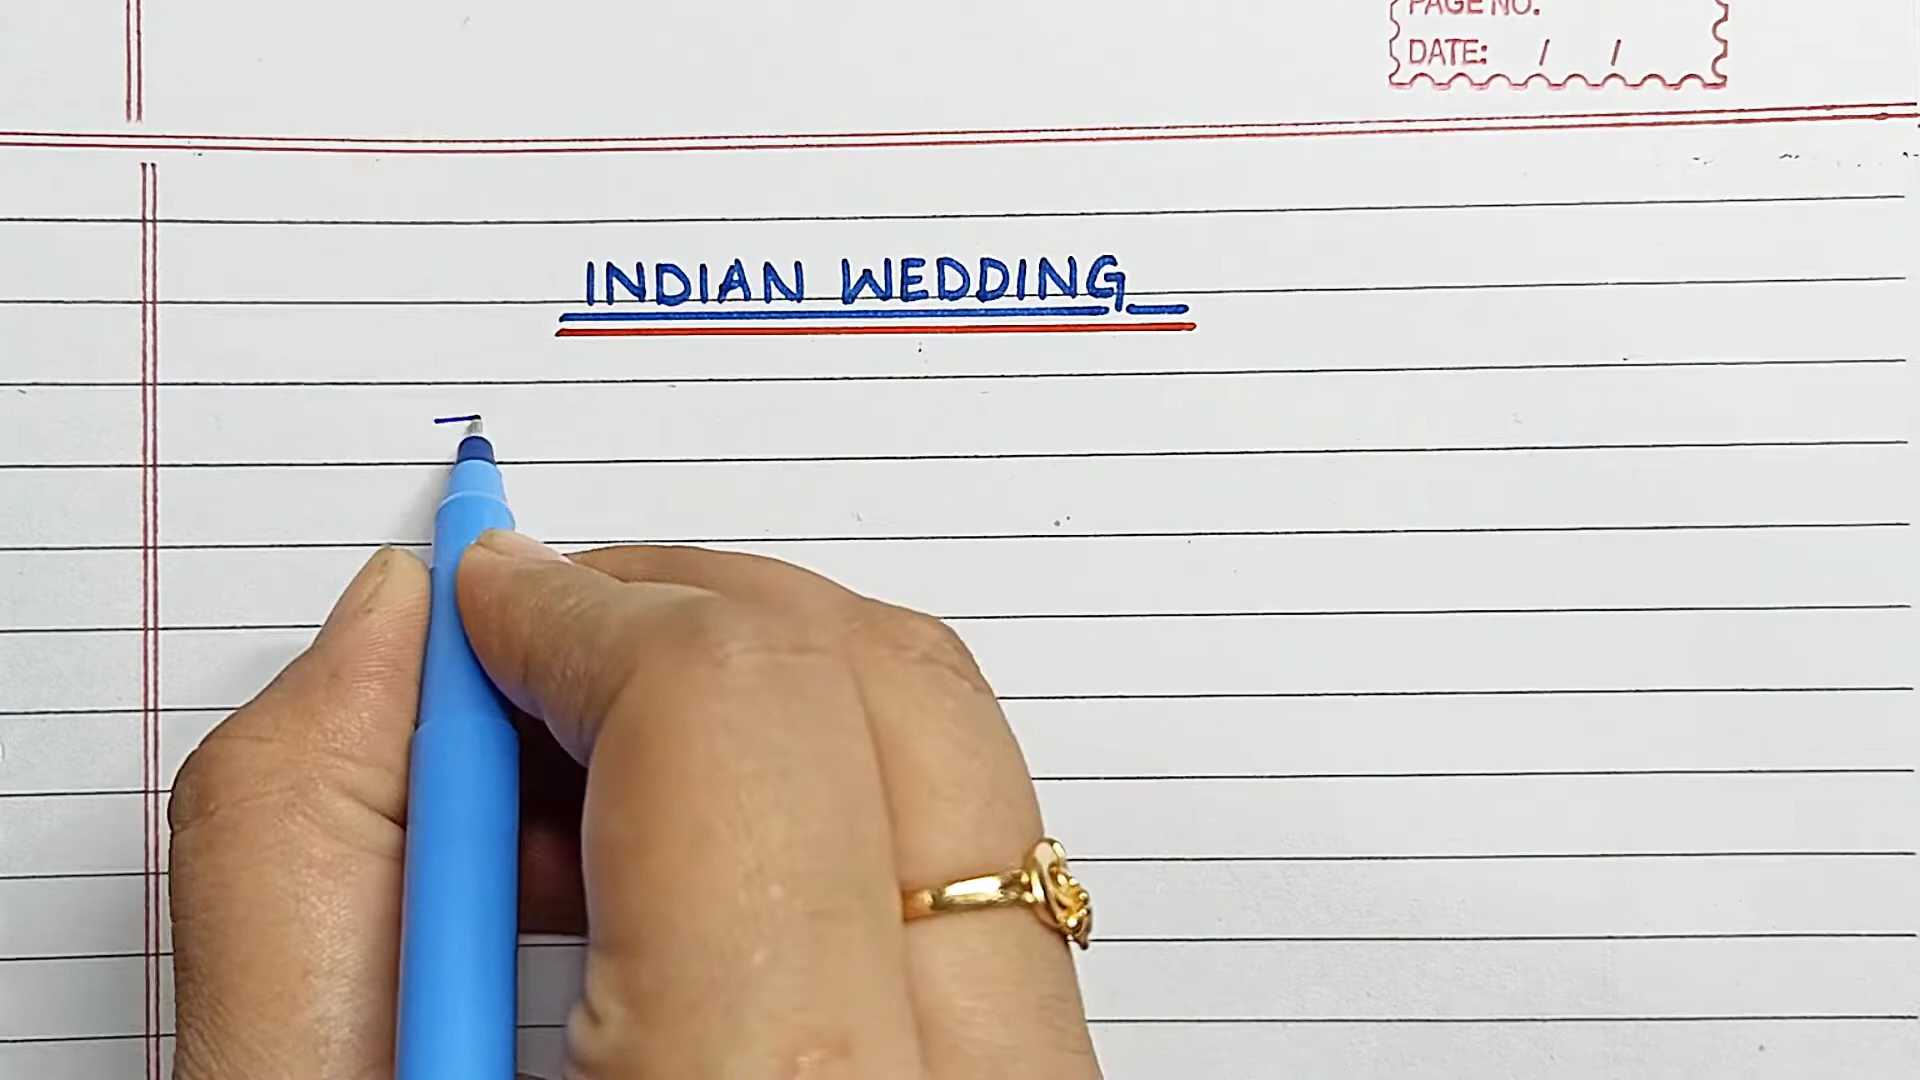 PAGE NO.
DATE: / /
INDIAN WEDDING